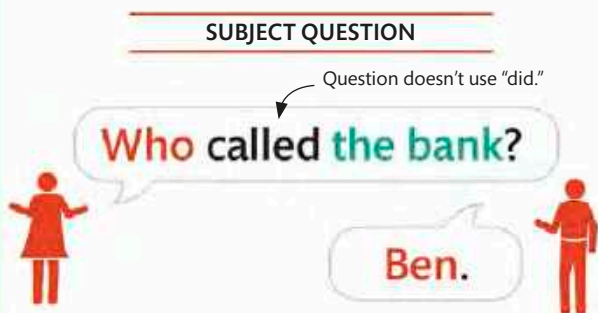 SUBJECT QUESTION
Question doesn’t use “did.”
Who called the bank?
Ben.